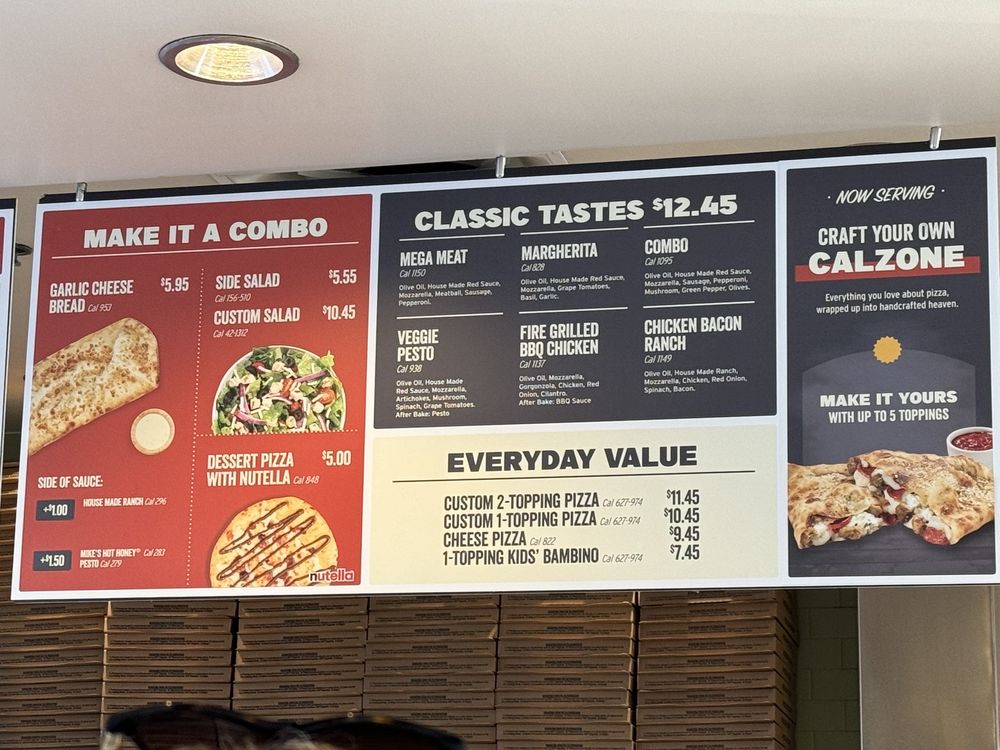 MAKE IT A COMBO
GARLIC CHEESE
BREAD Cal 953
$5.95
SIDE SALAD
$5.55
Cal 156-510
CUSTOM SALAD
$10.45
Cal 42-1312
SIDE OF SAUCE:
+$1.00
HOUSE MADE RANCH Cal 296
+$1.50
MIKE'S HOT HONEY® Cal 283
PESTO Cal 279
DESSERT PIZZA
WITH NUTELLA Cal 848
$5.00
nutella
CLASSIC TASTES $12.45
MEGA MEAT
Cal 1150
Olive Oil, House Made Red Sauce,
Mozzarella, Meatball, Sausage,
Pepperoni.
MARGHERITA
Cal 828
Olive Oil, House Made Red Sauce,
Mozzarella, Grape Tomatoes,
Basil, Garlic.
COMBO
Cal 1095
Olive Oil, House Made Red Sauce,
Mozzarella, Sausage, Pepperoni,
Mushroom, Green Pepper, Olives.
VEGGIE
PESTO
Cal 938
Olive Oil, House Made
Red Sauce, Mozzarella,
Artichokes, Mushroom,
Spinach, Grape Tomatoes.
After Bake: Pesto
FIRE GRILLED
BBQ CHICKEN
Cal 1137
Olive Oil, Mozzarella,
Gorgonzola, Chicken, Red
Onion, Cilantro.
After Bake: BBQ Sauce
CHICKEN BACON
RANCH
Cal 1149
Olive Oil, House Made Ranch,
Mozzarella, Chicken, Red Onion,
Spinach, Bacon.
EVERYDAY VALUE
CUSTOM 2-TOPPING PIZZA Cal 627-974 $11.45
CUSTOM 1-TOPPING PIZZA Cal 627-974 $10.45
CHEESE PIZZA Cal 822 $9.45
1-TOPPING KIDS' BAMBINO Cal 627-974 $7.45
· NOW SERVING ·
CRAFT YOUR OWN
CALZONE
Everything you love about pizza,
wrapped up into handcrafted heaven.
MAKE IT YOURS
WITH UP TO 5 TOPPINGS